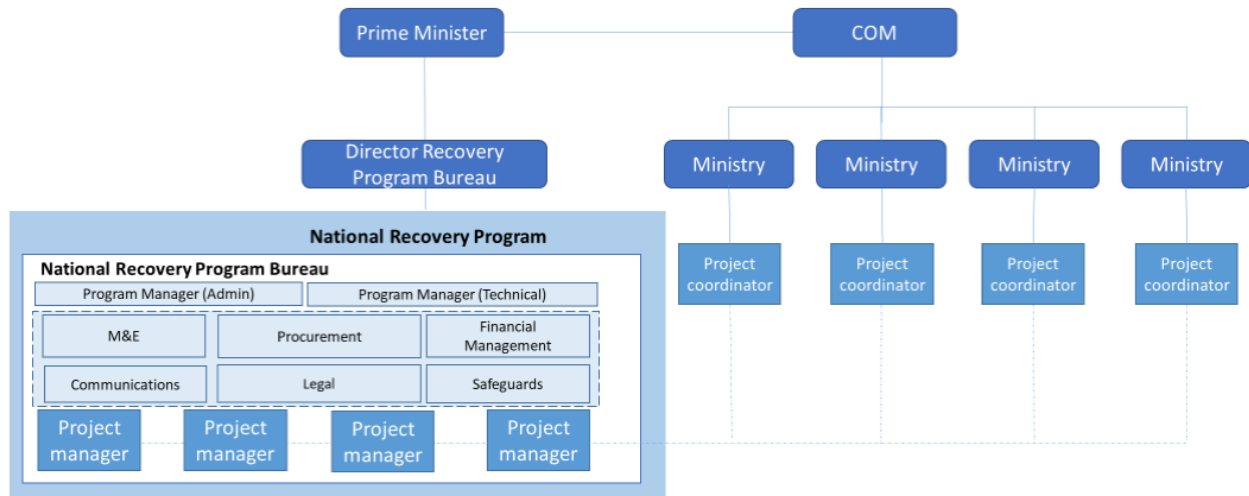 Prime Minister
COM
Director Recovery
Program Bureau
Ministry
Ministry
Ministry
Ministry
National Recovery Program
National Recovery Program Bureau
Program Manager (Admin)
Program Manager (Technical)
M&E
Procurement
Financial
Management
Communications
Legal
Safeguards
Project
manager
Project
manager
Project
manager
Project
manager
Project
coordinator
Project
coordinator
Project
coordinator
Project
coordinator